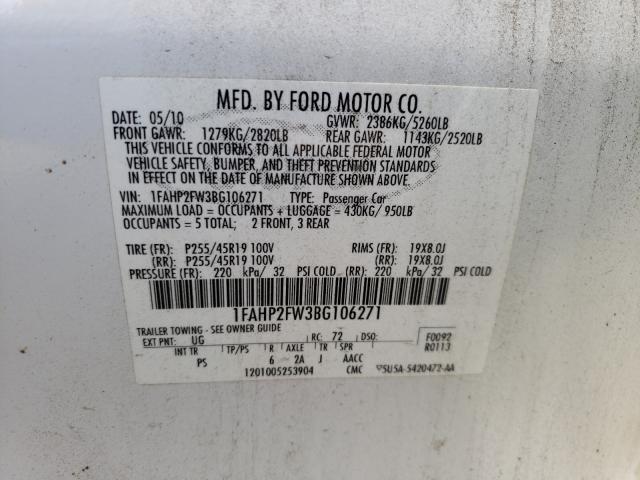 MFD. BY FORD MOTOR CO.
DATE: 05/10 GVWR: 2386KG/5260LB
FRONT GAWR: 1279KG/2820LB REAR GAWR: 1143KG/2520LB
THIS VEHICLE CONFORMS TO ALL APPLICABLE FEDERAL MOTOR
VEHICLE SAFETY, BUMPER, AND THEFT PREVENTION STANDARDS
IN EFFECT ON THE DATE OF MANUFACTURE SHOWN ABOVE.
VIN: 1FAHP2FW3BG106271 TYPE: Passenger Car
MAXIMUM LOAD = OCCUPANTS + LUGGAGE = 430KG/ 950LB
OCCUPANTS = 5 TOTAL; 2 FRONT, 3 REAR
TIRE (FR): P255/45R19 100V RIMS (FR): 19X8.0J
(RR): P255/45R19 100V (RR): 19X8.0J
PRESSURE (FR): 220 kPa/ 32 PSI COLD (RR): 220 kPa/ 32 PSI COLD
1FAHP2FW3BG106271
TRAILER TOWING - SEE OWNER GUIDE
EXT PNT: UG RC: 72 DSO: F0092
INT TR TP/PS R AXLE TR SPR R0113
PS 6 2A J AACC
1201005253904 CMC 5U5A-5420472-AA